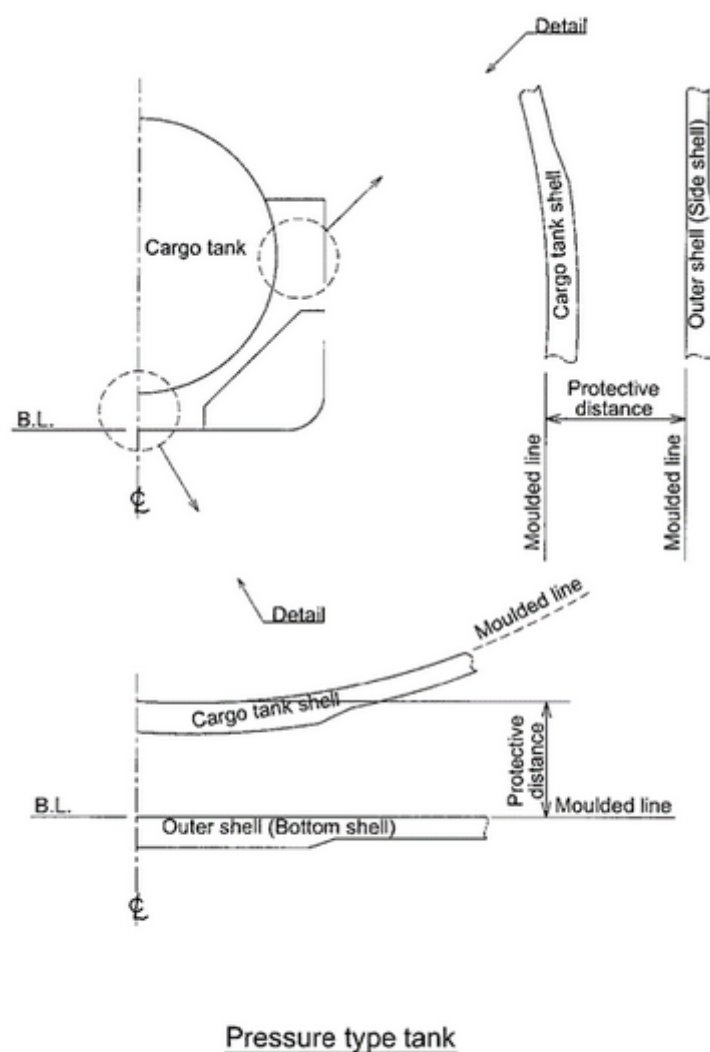 Detail
Cargo tank
Cargo tank shell
Outer shell (Side shell)
B.L.
℄
Protective
distance
Moulded line
Moulded line
Detail
Moulded line
Cargo tank shell
Protective
distance
B.L.
Moulded line
Outer shell (Bottom shell)
℄
Pressure type tank